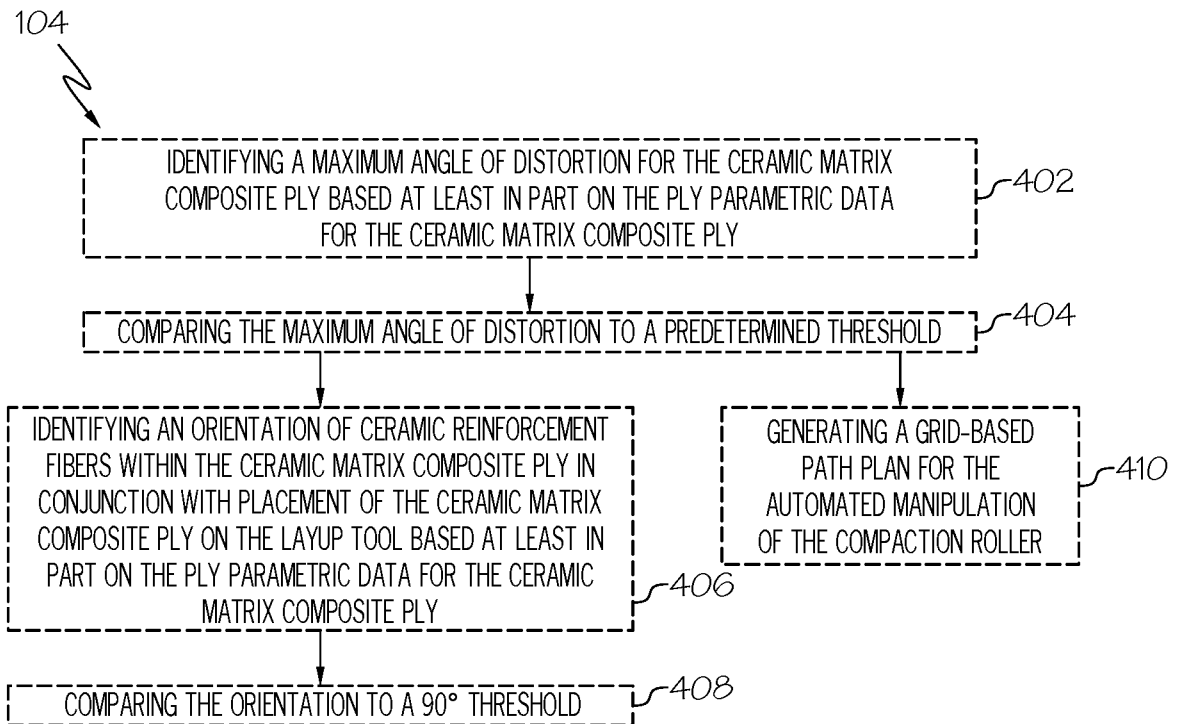 104
IDENTIFYING A MAXIMUM ANGLE OF DISTORTION FOR THE CERAMIC MATRIX
COMPOSITE PLY BASED AT LEAST IN PART ON THE PLY PARAMETRIC DATA
FOR THE CERAMIC MATRIX COMPOSITE PLY
402
COMPARING THE MAXIMUM ANGLE OF DISTORTION TO A PREDETERMINED THRESHOLD
404
IDENTIFYING AN ORIENTATION OF CERAMIC REINFORCEMENT
FIBERS WITHIN THE CERAMIC MATRIX COMPOSITE PLY IN
CONJUNCTION WITH PLACEMENT OF THE CERAMIC MATRIX
COMPOSITE PLY ON THE LAYUP TOOL BASED AT LEAST IN
PART ON THE PLY PARAMETRIC DATA FOR THE CERAMIC
MATRIX COMPOSITE PLY
406
GENERATING A GRID-BASED
PATH PLAN FOR THE
AUTOMATED MANIPULATION
OF THE COMPACTION ROLLER
410
COMPARING THE ORIENTATION TO A 90° THRESHOLD
408